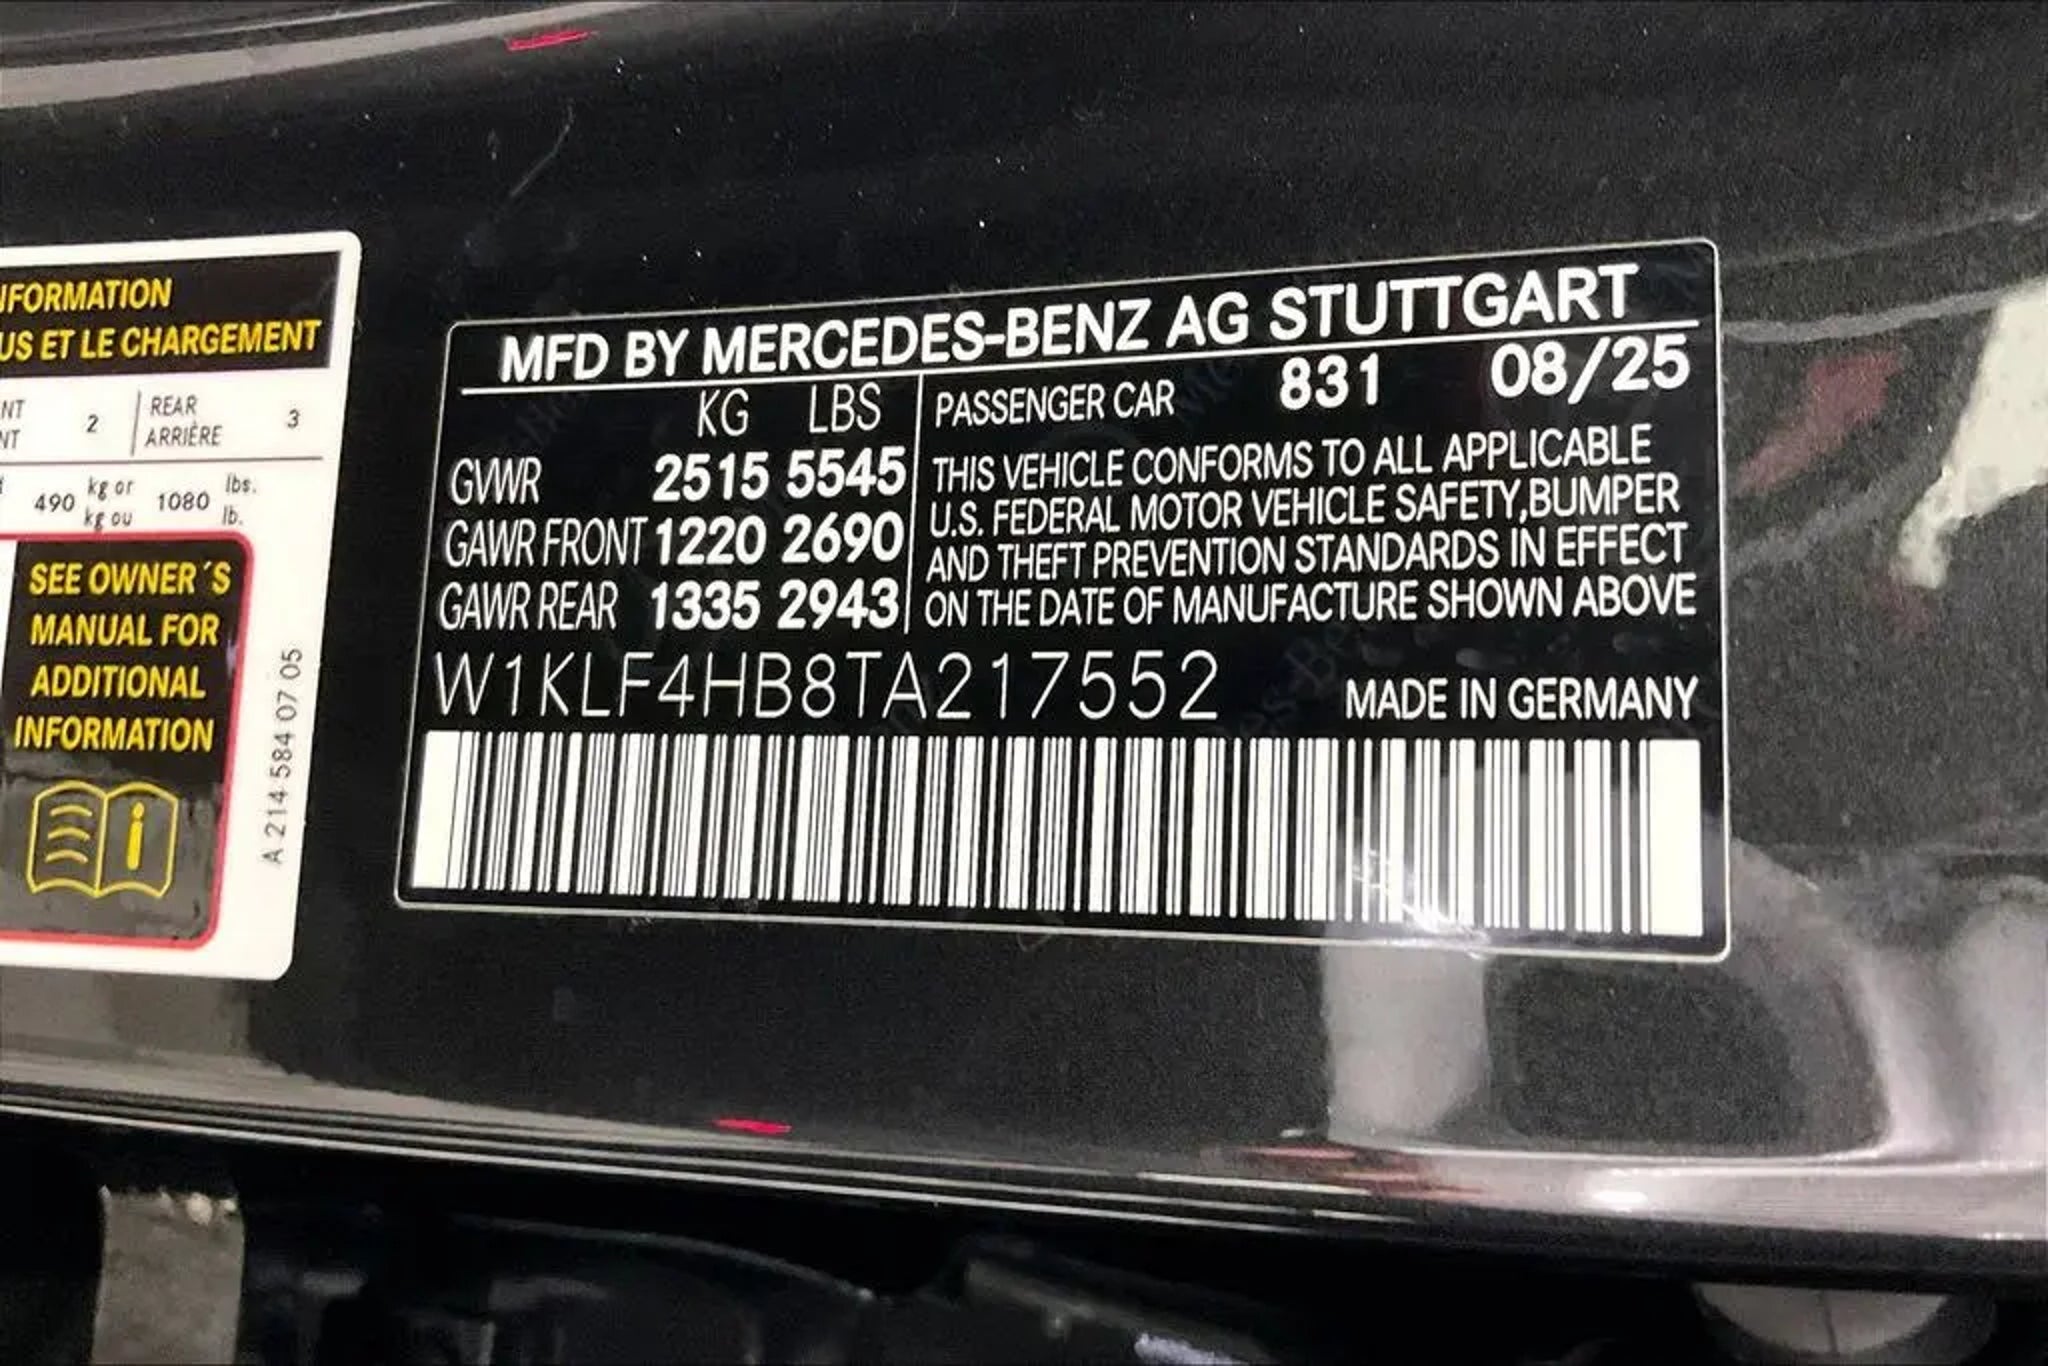 NFORMATION
US ET LE CHARGEMENT
NT 2 REAR 3
NT ARRIÈRE
490 kg or 1080 lbs.
kg ou lb.
SEE OWNER´S
MANUAL FOR
ADDITIONAL
INFORMATION
i
A 214 584 07 05
MFD BY MERCEDES-BENZ AG STUTTGART
KG LBS
GVWR 2515 5545
GAWR FRONT 1220 2690
GAWR REAR 1335 2943
PASSENGER CAR 831 08/25
THIS VEHICLE CONFORMS TO ALL APPLICABLE
U.S. FEDERAL MOTOR VEHICLE SAFETY,BUMPER
AND THEFT PREVENTION STANDARDS IN EFFECT
ON THE DATE OF MANUFACTURE SHOWN ABOVE
W1KLF4HB8TA217552 MADE IN GERMANY